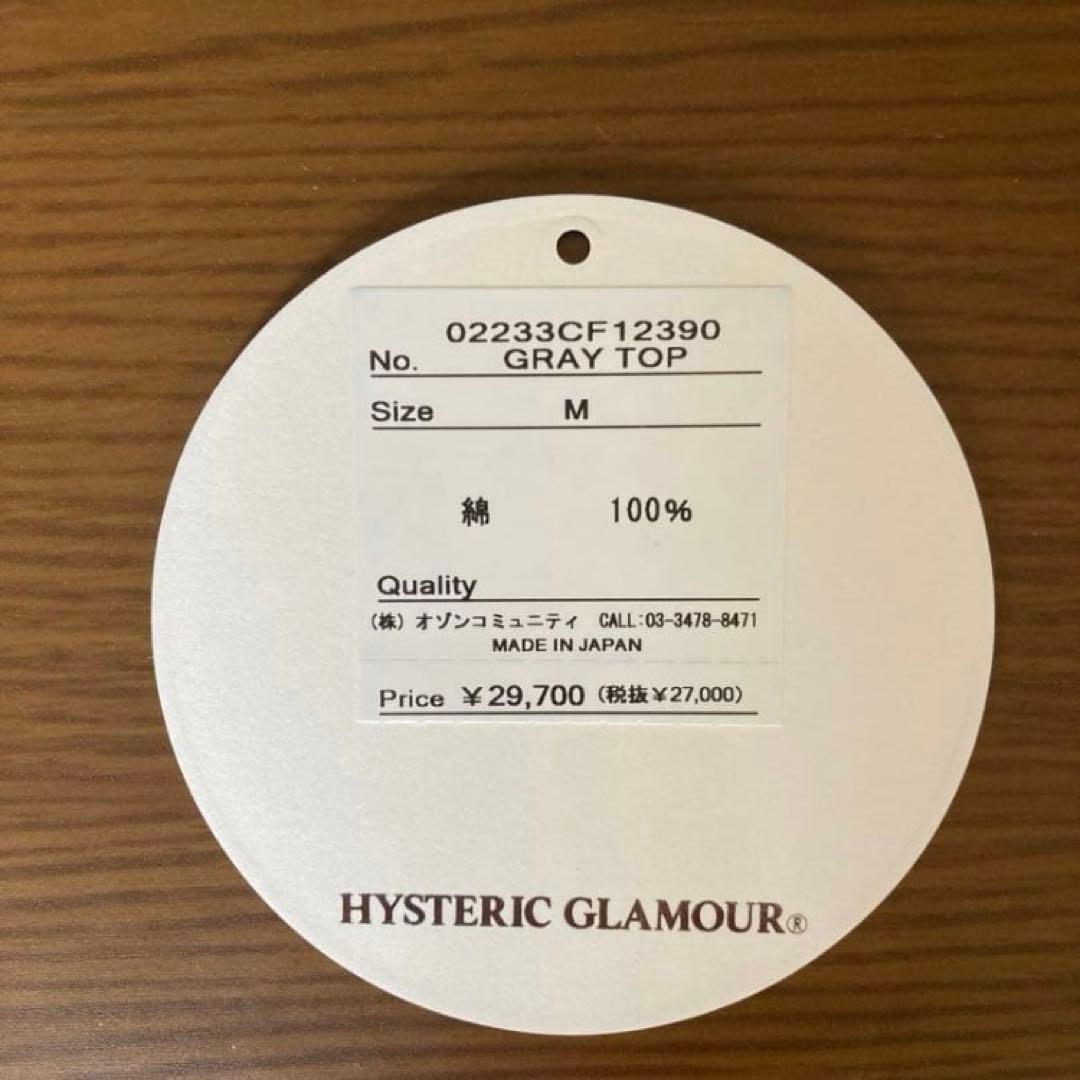 02233CF12390
No. GRAY TOP
Size M
綿 100%
Quality
(株) オゾンコミュニティ CALL:03-3478-8471
MADE IN JAPAN
Price ¥29,700 (税抜¥27,000)
HYSTERIC GLAMOUR®